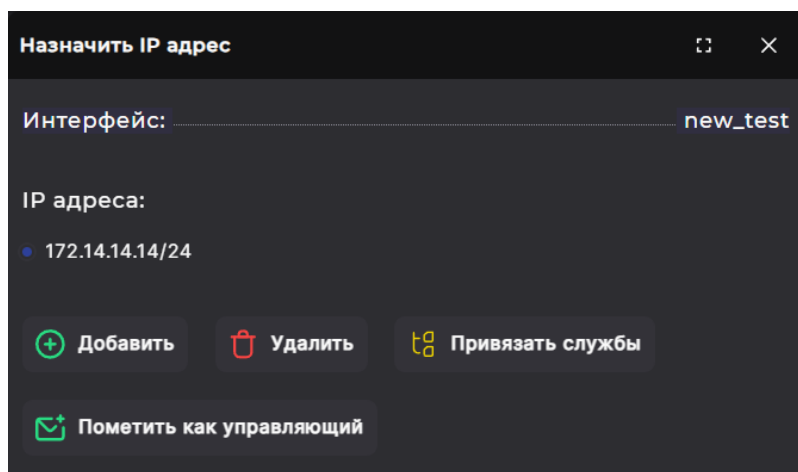 Назначить IP адрес
Интерфейс: new_test
IP адреса:
172.14.14.14/24
Добавить Удалить Привязать службы
Пометить как управляющий